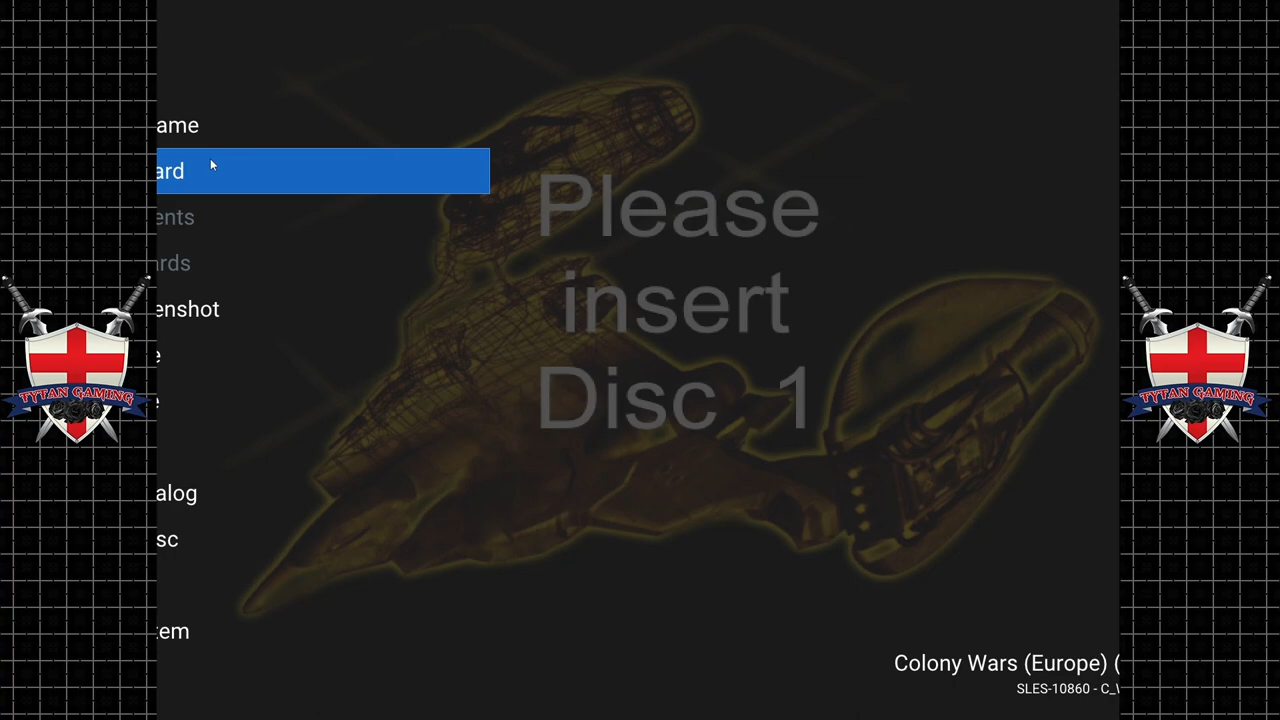 ame
ard
ents
rds
enshot
e
e
alog
sc
tem
Please
insert
Disc 1
Colony Wars (Europe) (
SLES-10860 - C_
TYTAN GAMING
TYTAN GAMING